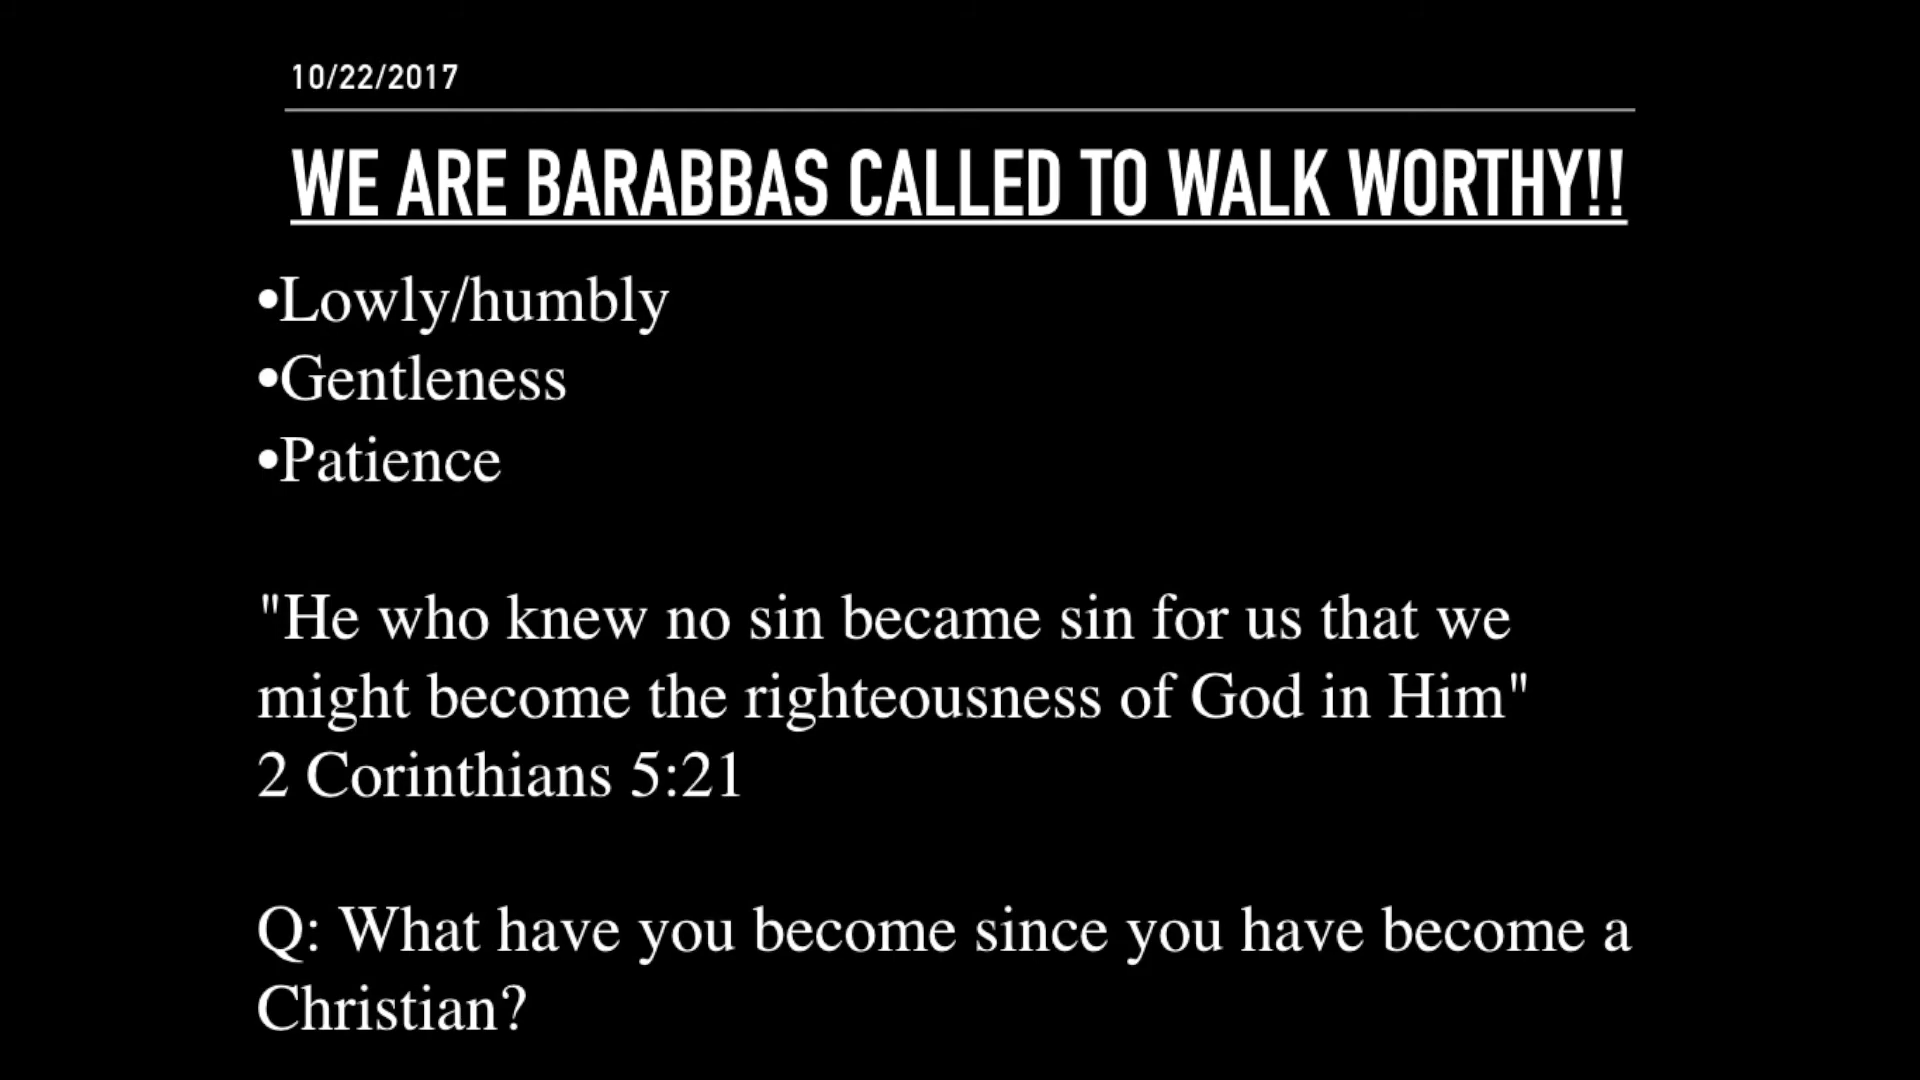 10/22/2017
WE ARE BARABBAS CALLED TO WALK WORTHY!!
•Lowly/humbly
•Gentleness
•Patience
"He who knew no sin became sin for us that we
might become the righteousness of God in Him"
2 Corinthians 5:21
Q: What have you become since you have become a
Christian?